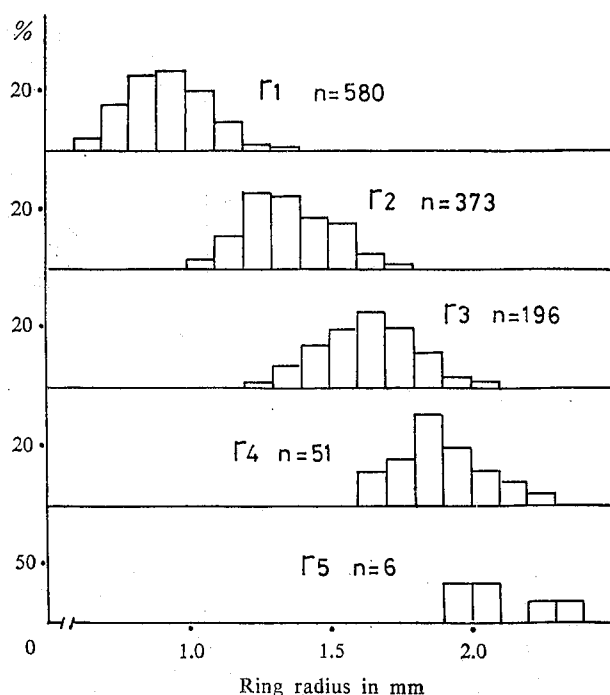 %
20
r1 n=580
20
r2 n=373
20
r3 n=196
20
r4 n=51
50
r5 n=6
0 1.0 1.5 2.0
Ring radius in mm